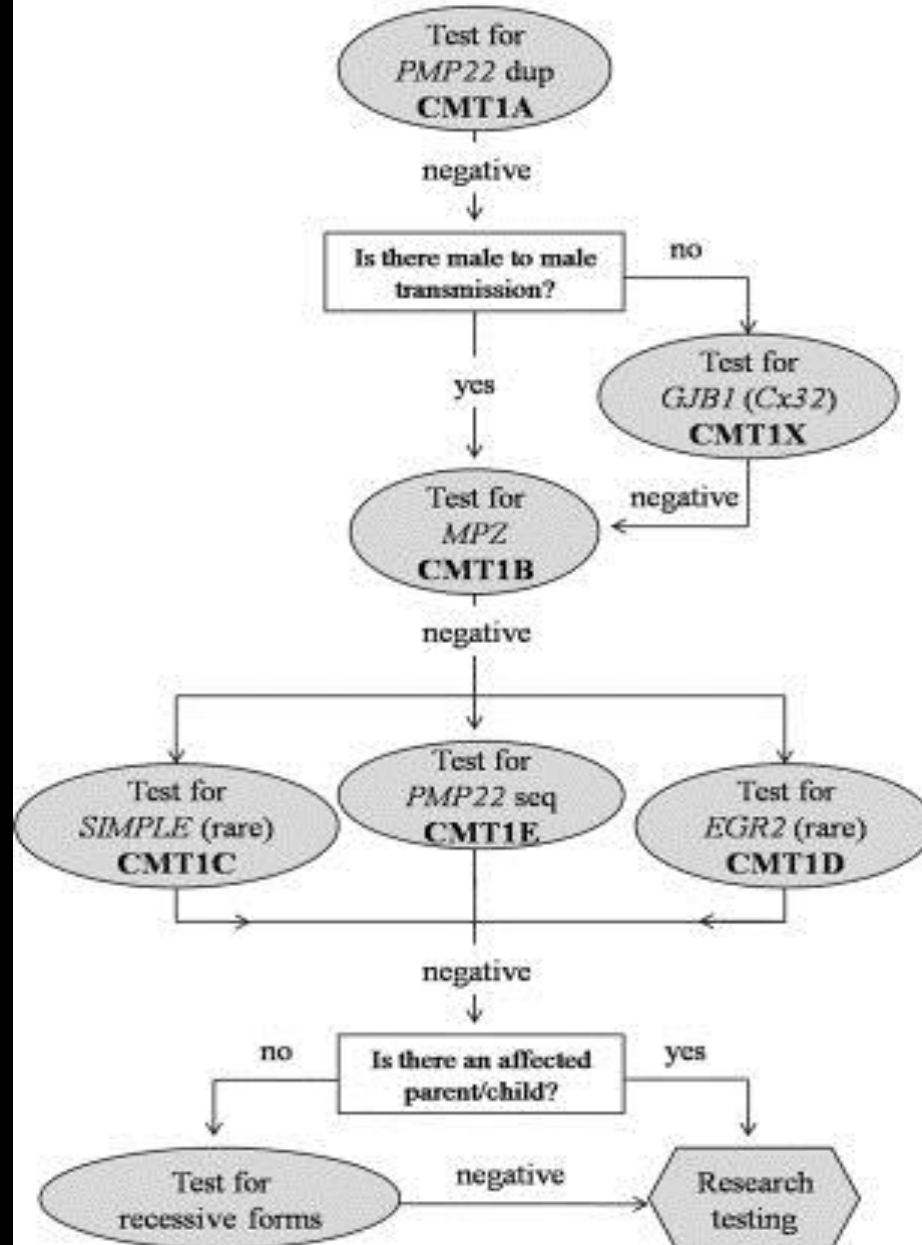 Test for
PMP22 dup
CMT1A
negative
Is there male to male
transmission?
no
yes
Test for
GJB1 (Cx32)
CMT1X
negative
Test for
MPZ
CMT1B
negative
Test for
SIMPLE (rare)
CMT1C
Test for
PMP22 seq
CMT1E
Test for
EGR2 (rare)
CMT1D
negative
no
Is there an affected
parent/child?
yes
Test for
recessive forms
negative
Research
testing